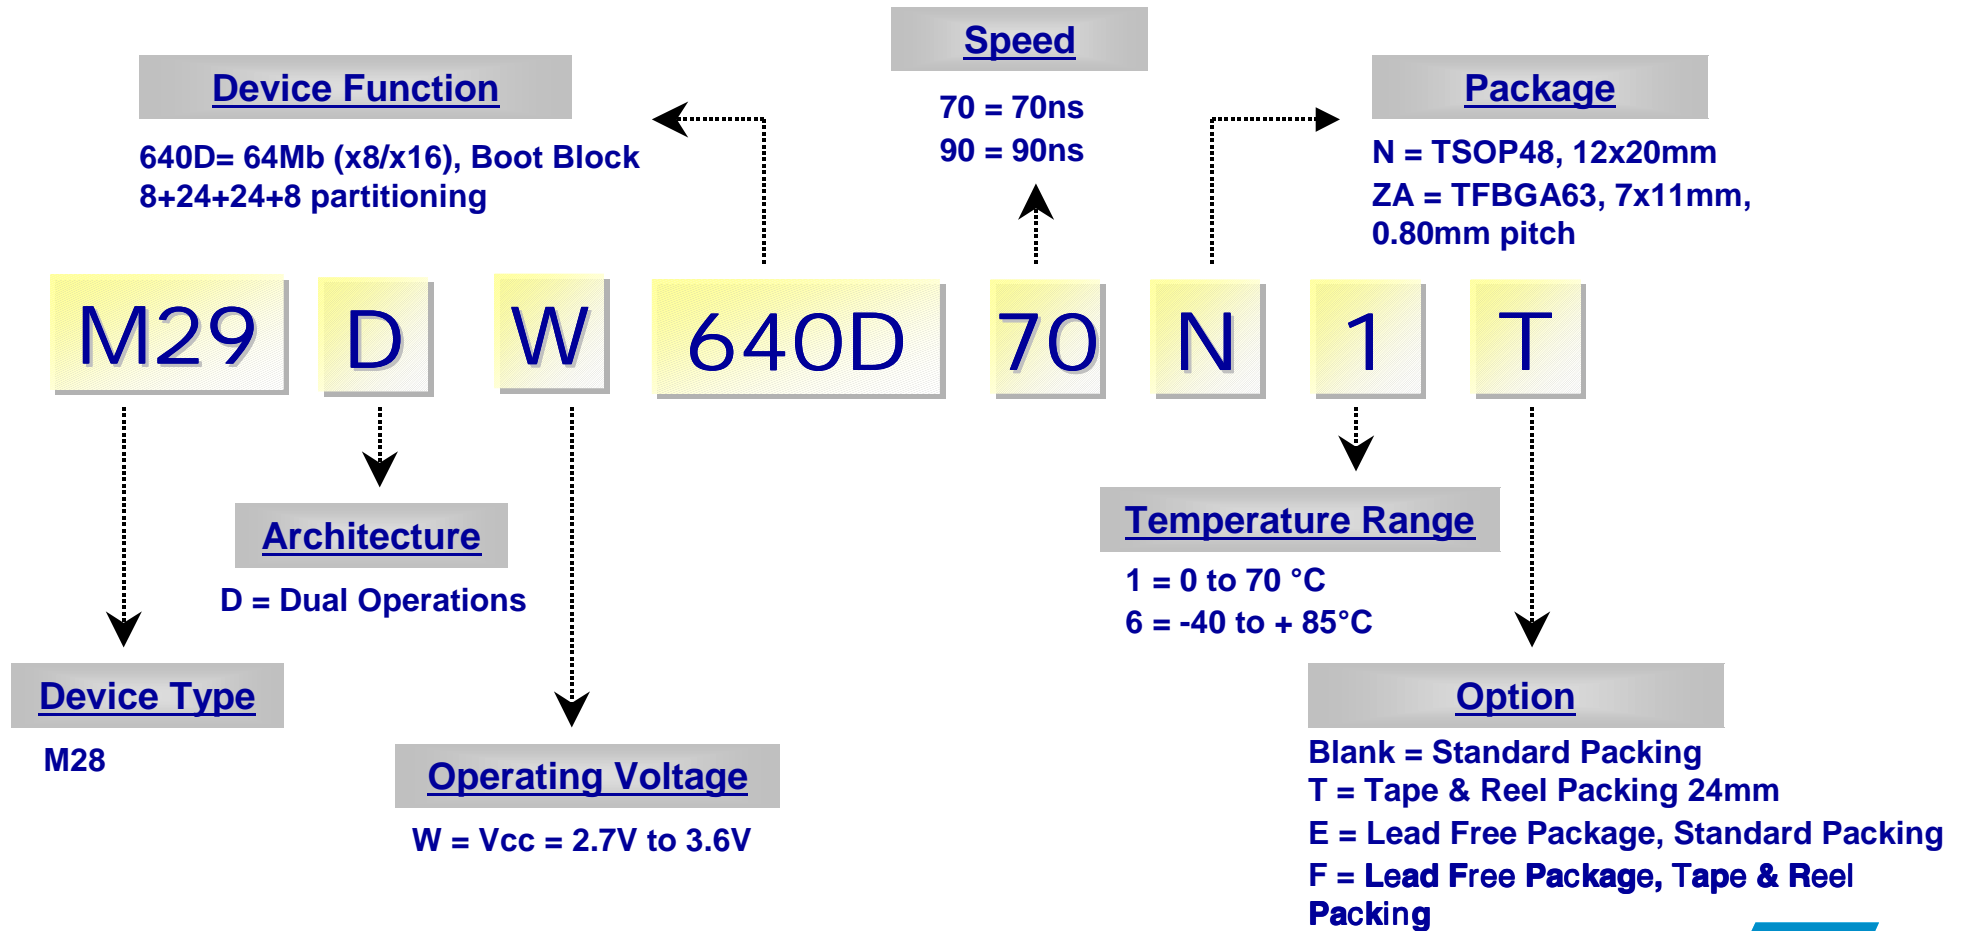 Speed
Device Function
Package
70 = 70ns
90 = 90ns
640D= 64Mb (x8/x16), Boot Block
8+24+24+8 partitioning
N = TSOP48, 12x20mm
ZA = TFBGA63, 7x11mm,
0.80mm pitch
M29 D W 640D 70 N 1 T
Architecture
D = Dual Operations
Temperature Range
1 = 0 to 70 °C
6 = -40 to + 85°C
Device Type
M28
Operating Voltage
W = Vcc = 2.7V to 3.6V
Option
Blank = Standard Packing
T = Tape & Reel Packing 24mm
E = Lead Free Package, Standard Packing
F = Lead Free Package, Tape & Reel
Packing